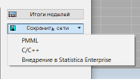 Итоги моделей
Сохранить сети
PMML
C/C++
Внедрение в Statistica Enterprise